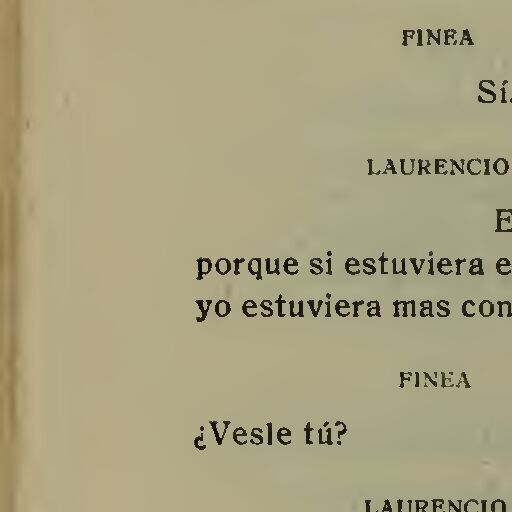 FINEA
Sí.
LAURENCIO
E
porque si estuviera e
yo estuviera mas con
FINEA
¿Vesle tú?
LAURENCIO